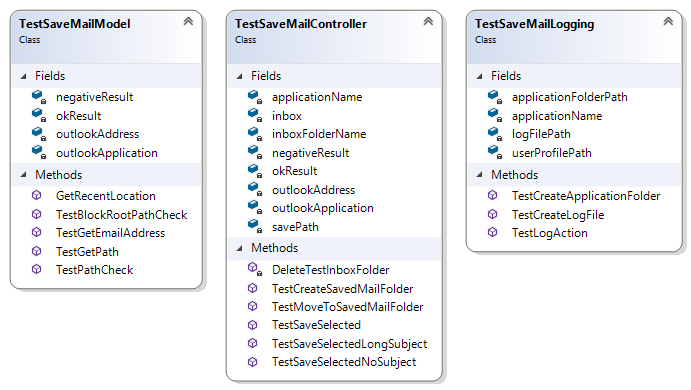 TestSaveMailModel
Class
Fields
negativeResult
okResult
outlookAddress
outlookApplication
Methods
GetRecentLocation
TestBlockRootPathCheck
TestGetEmailAddress
TestGetPath
TestPathCheck
TestSaveMailController
Class
Fields
applicationName
inbox
inboxFolderName
negativeResult
okResult
outlookAddress
outlookApplication
savePath
Methods
DeleteTestInboxFolder
TestCreateSavedMailFolder
TestMoveToSavedMailFolder
TestSaveSelected
TestSaveSelectedLongSubject
TestSaveSelectedNoSubject
TestSaveMailLogging
Class
Fields
applicationFolderPath
applicationName
logFilePath
userProfilePath
Methods
TestCreateApplicationFolder
TestCreateLogFile
TestLogAction